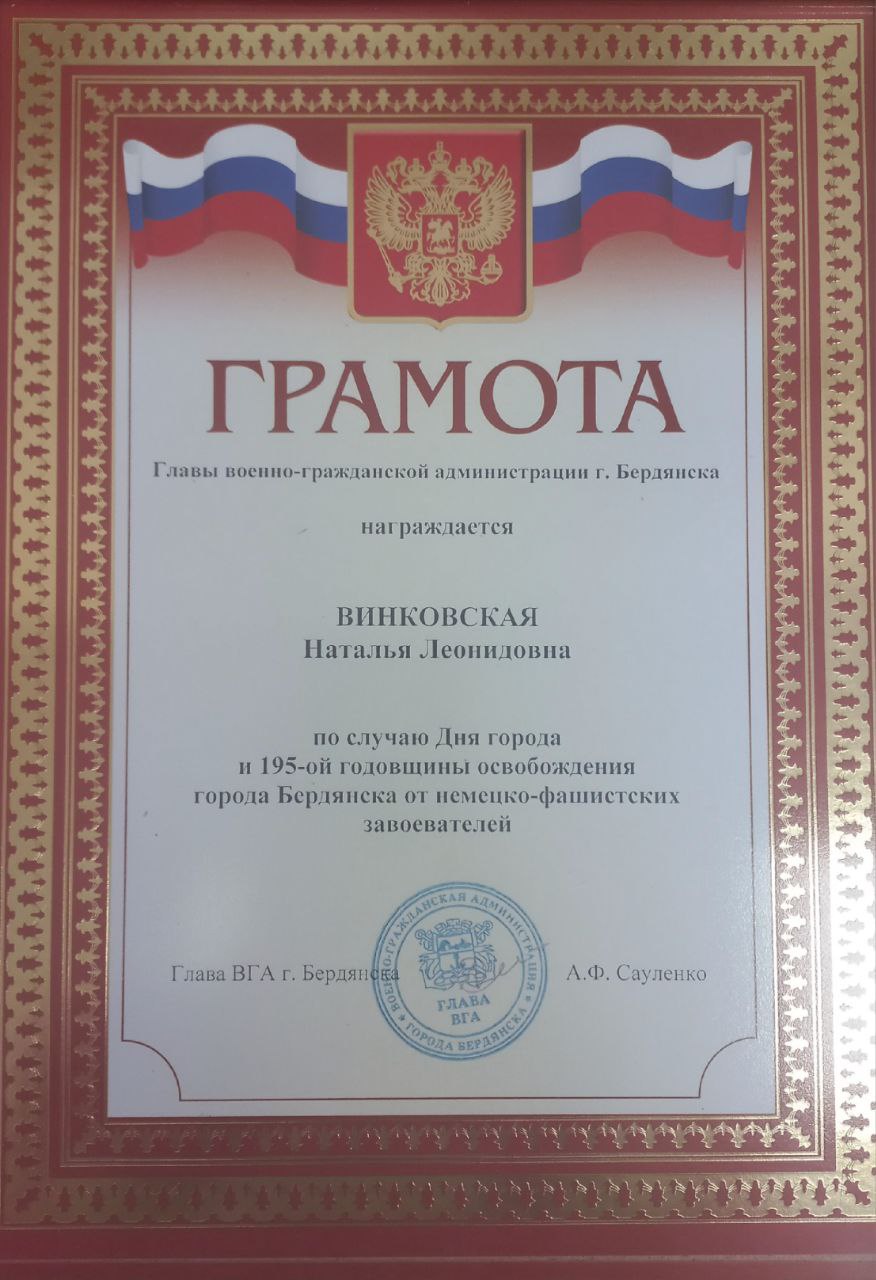 ГРАМОТА
Главы военно-гражданской администрации г. Бердянска
награждается
ВИНКОВСКАЯ
Наталья Леонидовна
по случаю Дня города
и 195-ой годовщины освобождения
города Бердянска от немецко-фашистских
завоевателей
Глава ВГА г. Бердянска
А.Ф. Сауленко
ВОЕННО-ГРАЖДАНСКАЯ АДМИНИСТРАЦИЯ
ГОРОДА БЕРДЯНСКА
ГЛАВА
ВГА